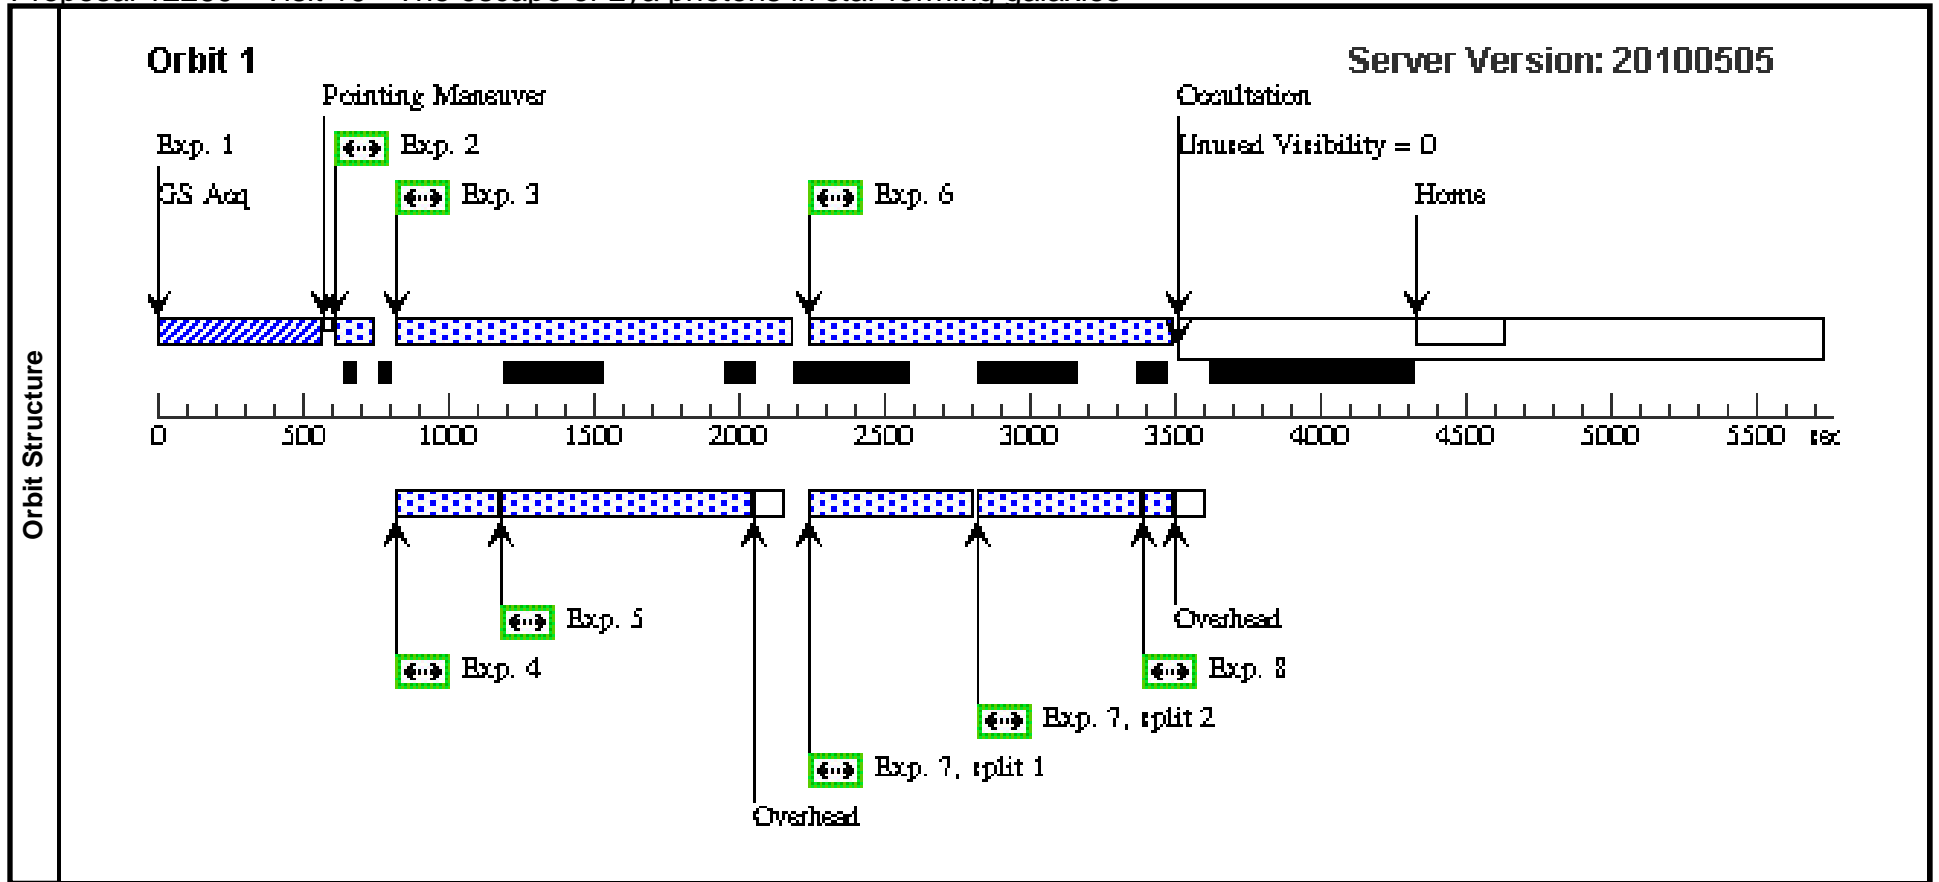 Orbit 1
Server Version: 20100505
Pointing Maneuver
Occultation
Exp. 1
Exp. 2
Unused Visibility = 0
GS Acq
Exp. 3
Exp. 6
Home
Orbit Structure
0 500 1000 1500 2000 2500 3000 3500 4000 4500 5000 5500 sec
Exp. 5
Overhead
Exp. 4
Exp. 8
Exp. 7, split 2
Exp. 7, split 1
Overhead